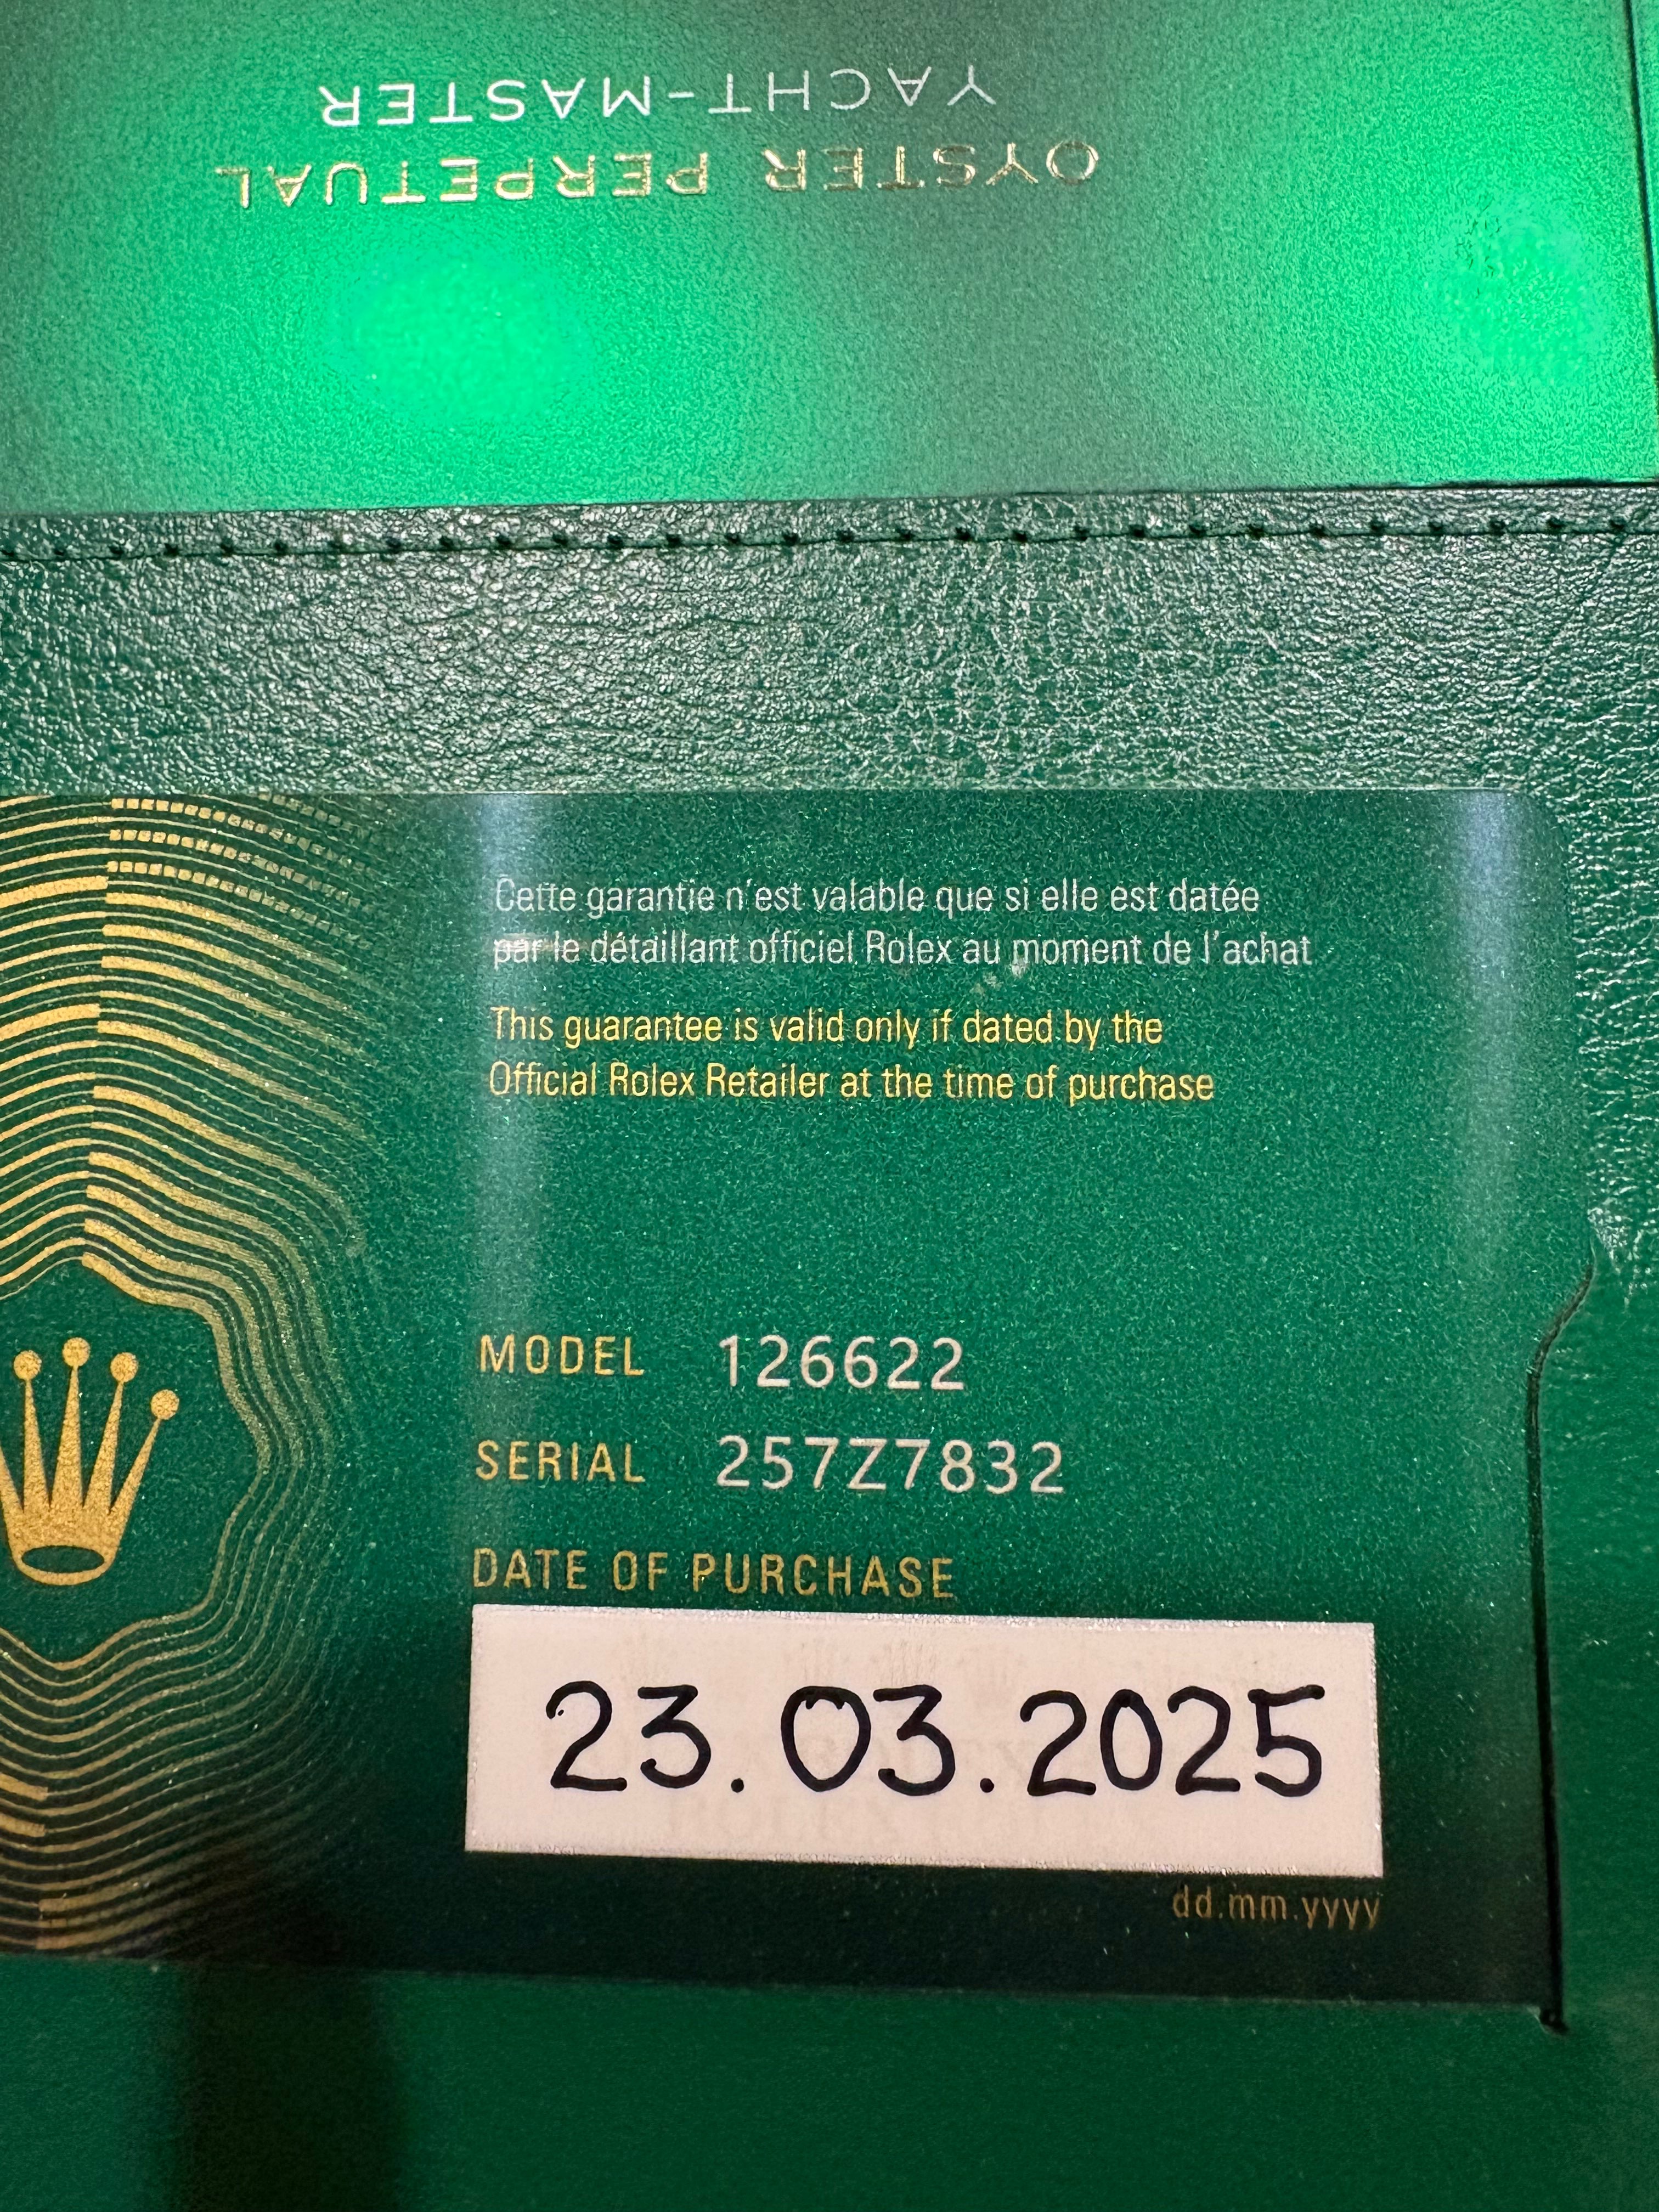 OYSTER PERPETUAL
YACHT-MASTER
Cette garantie n'est valable que si elle est datée
par le détaillant officiel Rolex au moment de l'achat
This guarantee is valid only if dated by the
Official Rolex Retailer at the time of purchase
MODEL 126622
SERIAL 257Z7832
DATE OF PURCHASE
23.03.2025
dd.mm.yyyy